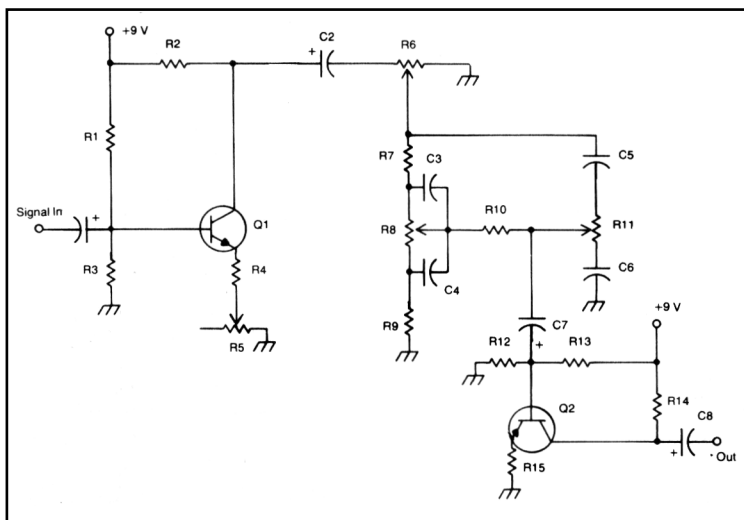 +9 V
R2
C2
+
R6
R1
R7
C3
C5
Signal In
+
Q1
R10
R8
R11
R3
R4
C4
C6
R9
+9 V
C7
R5
R12
+
R13
Q2
R14
C8
+
Out
R15